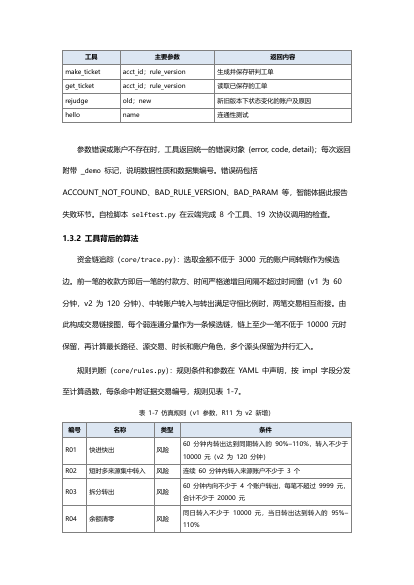 工具 主要参数 返回内容
make_ticket acct_id；rule_version 生成并保存研判工单
get_ticket acct_id；rule_version 读取已保存的工单
rejudge old；new 新旧版本下状态变化的账户及原因
hello name 连通性测试
参数错误或账户不存在时，工具返回统一的错误对象 (error, code, detail)；每次返回
附带 _demo 标记，说明数据性质和数据集编号。错误码包括
ACCOUNT_NOT_FOUND、BAD_RULE_VERSION、BAD_PARAM 等，智能体据此报告
失败环节。自检脚本 selftest.py 在云端完成 8 个工具、19 次协议调用的检查。
1.3.2 工具背后的算法
资金链追踪（core/trace.py）：选取金额不低于 3000 元的账户间转账作为候选
边。前一笔的收款方即后一笔的付款方、时间严格递增且间隔不超过时间窗（v1 为 60
分钟，v2 为 120 分钟）、中转账户转入与转出满足守恒比例时，两笔交易相互衔接。由
此构成交易链接图，每个弱连通分量作为一条候选链，链上至少一笔不低于 10000 元时
保留，再计算最长路径、源交易、时长和账户角色，多个源头保留为并行汇入。
规则判断（core/rules.py）：规则条件和参数在 YAML 中声明，按 impl 字段分发
至计算函数，每条命中附证据交易编号，规则见表 1-7。
表 1-7 仿真规则（v1 参数，R11 为 v2 新增）
编号 名称 类型 条件
R01 快进快出 风险 60 分钟内转出达到同期转入的 90%–110%，转入不少于
10000 元（v2 为 120 分钟）
R02 短时多来源集中转入 风险 连续 60 分钟内转入来源账户不少于 3 个
R03 拆分转出 风险 60 分钟内向不少于 4 个账户转出，每笔不超过 9999 元，
合计不少于 20000 元
R04 余额清零 风险 同日转入不少于 10000 元，当日转出达到转入的 95%–
110%